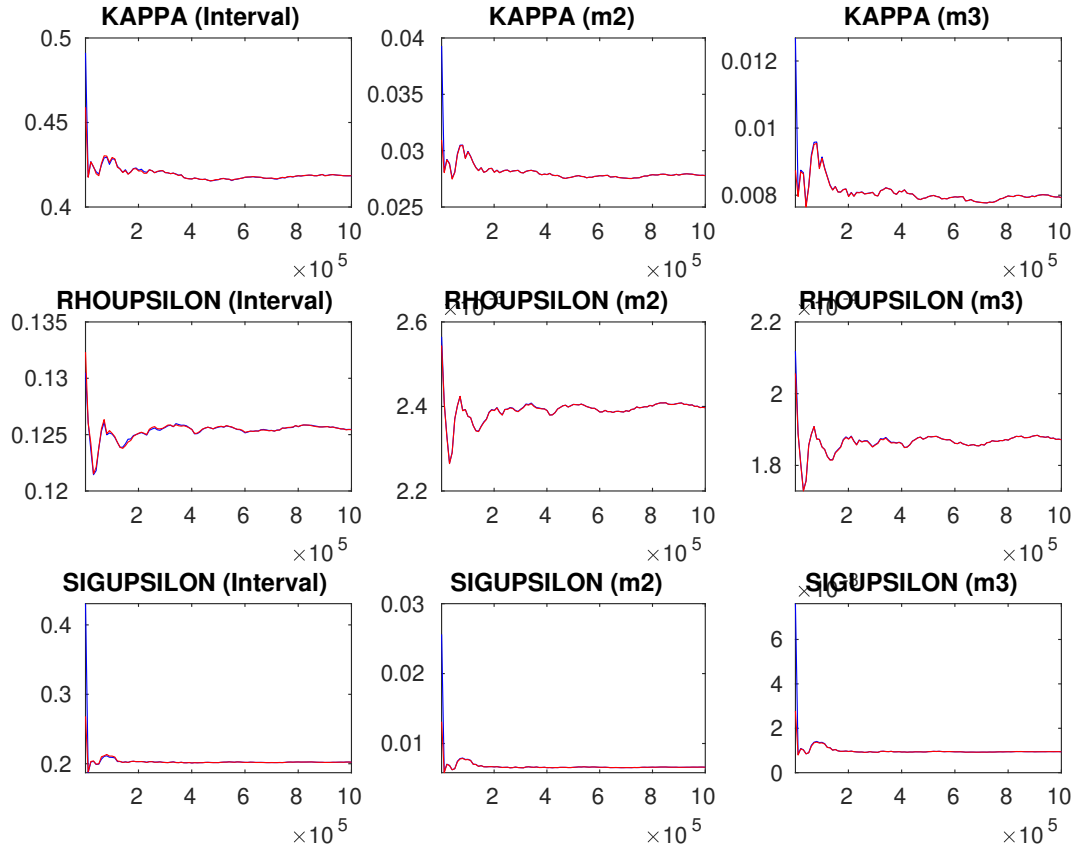 KAPPA (Interval)
KAPPA (m2)
KAPPA (m3)
0.5
0.45
0.4
2 4 6 8 10
×10 5
0.04
0.035
0.03
0.025
2 4 6 8 10
×10 5
0.012
0.01
0.008
2 4 6 8 10
×10 5
RHOUPSILON (Interval)
RHOUPSILON (m2)
RHOUPSILON (m3)
0.135
0.13
0.125
0.12
2 4 6 8 10
×10 5
2.6
2.4
2.2
2 4 6 8 10
×10 5
2.2
2
1.8
2 4 6 8 10
×10 5
SIGUPSILON (Interval)
SIGUPSILON (m2)
SIGUPSILON (m3)
0.4
0.3
0.2
2 4 6 8 10
×10 5
0.03
0.02
0.01
2 4 6 8 10
×10 5
6
4
2
0
2 4 6 8 10
×10 5